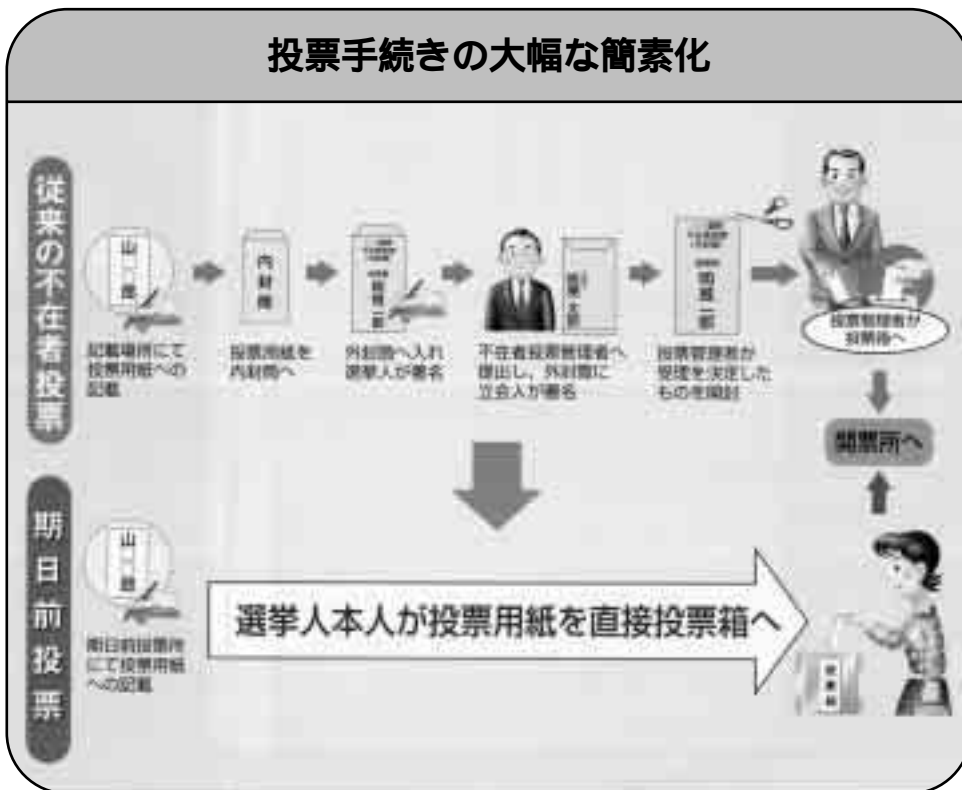 投票手続きの大幅な簡素化
従来の不在者投票
記載場所にて
投票用紙への
記載
内封筒
投票用紙を
内封筒へ
外封筒へ入れ
選挙人が署名
不在者投票管理者へ
提出し、外封筒に
立会人が署名
投票管理者が
受理を決定した
ものを開封
投票管理者が
投票箱へ
開票所へ
期日前投票
期日前投票所
にて投票用紙
への記載
選挙人本人が投票用紙を直接投票箱へ
投票箱